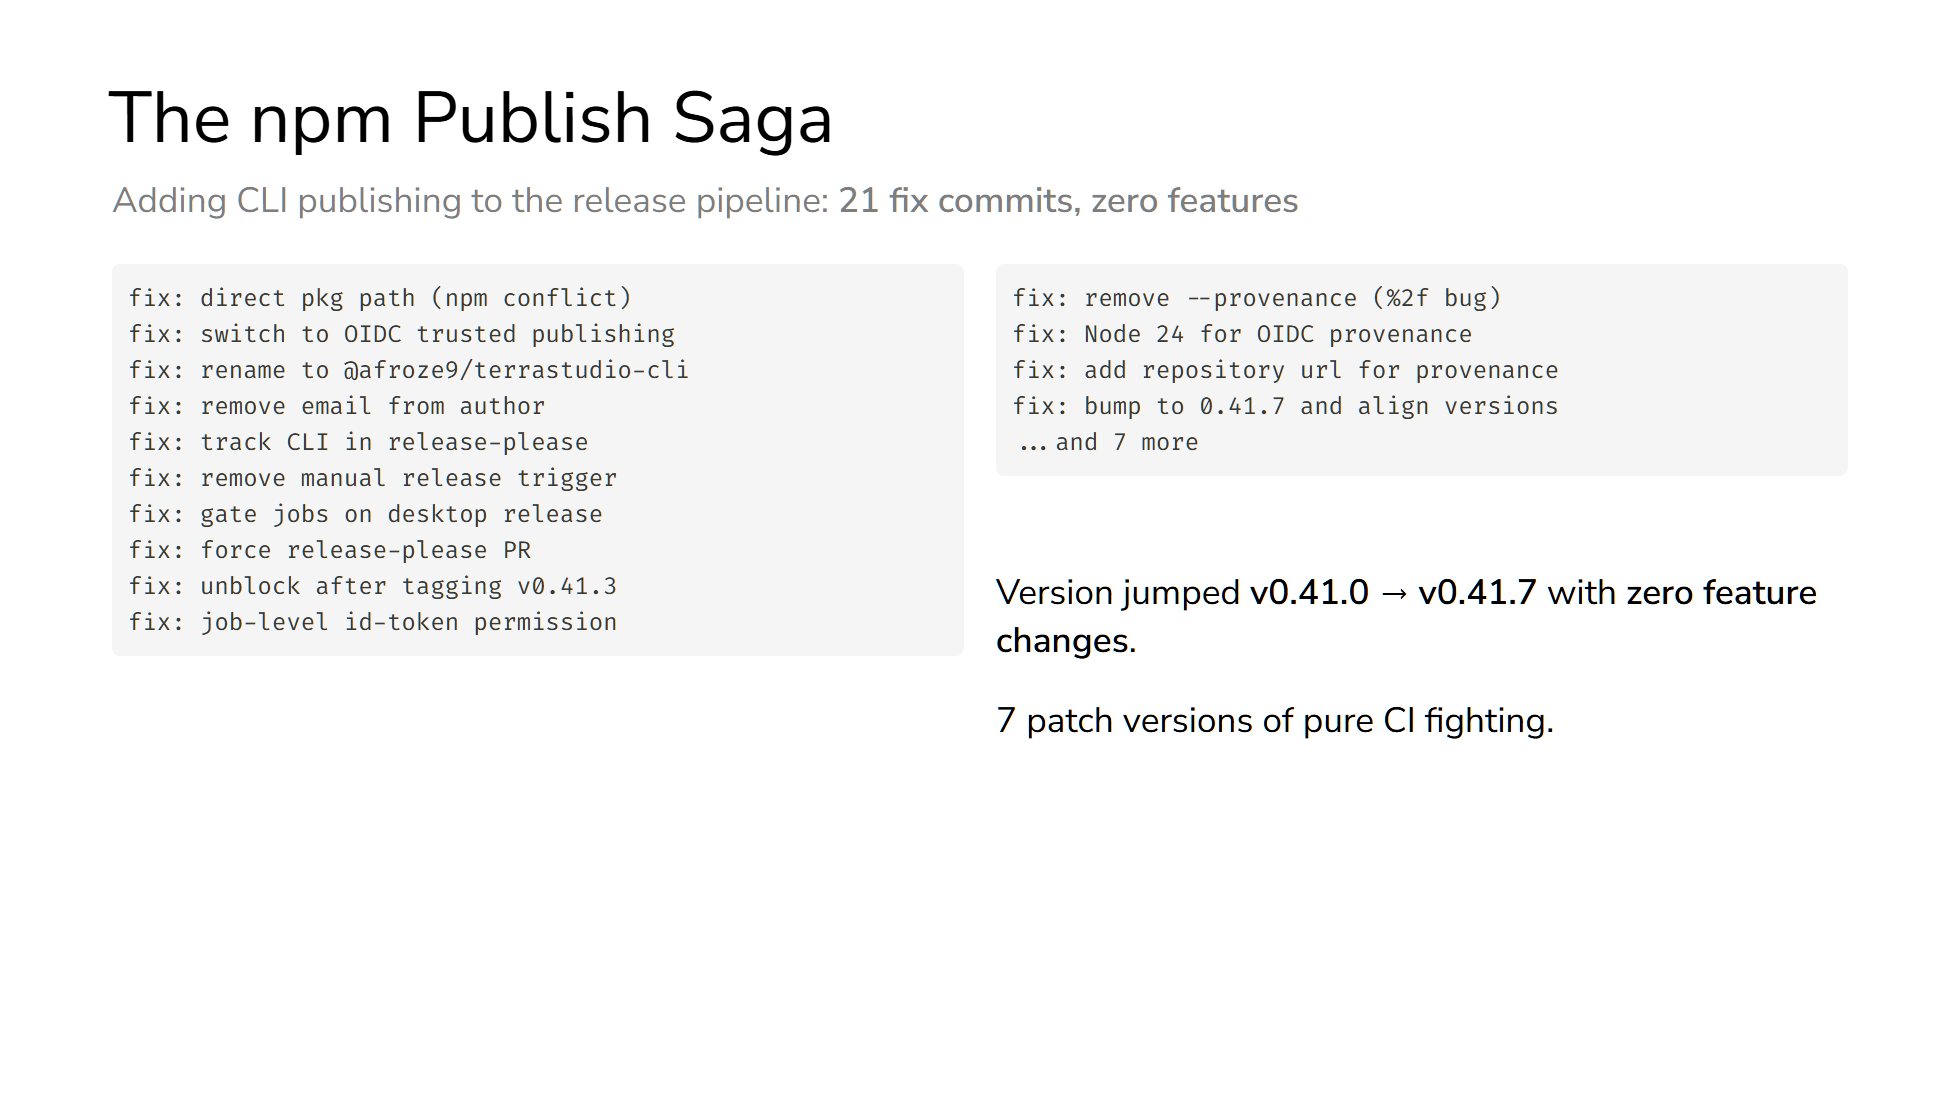 The npm Publish Saga
Adding CLI publishing to the release pipeline: 21 fix commits, zero features
fix: direct pkg path (npm conflict)
fix: switch to OIDC trusted publishing
fix: rename to @afroze9/terrastudio-cli
fix: remove email from author
fix: track CLI in release-please
fix: remove manual release trigger
fix: gate jobs on desktop release
fix: force release-please PR
fix: unblock after tagging v0.41.3
fix: job-level id-token permission
fix: remove --provenance (%2f bug)
fix: Node 24 for OIDC provenance
fix: add repository url for provenance
fix: bump to 0.41.7 and align versions
...and 7 more
Version jumped v0.41.0 → v0.41.7 with zero feature
changes.
7 patch versions of pure CI fighting.